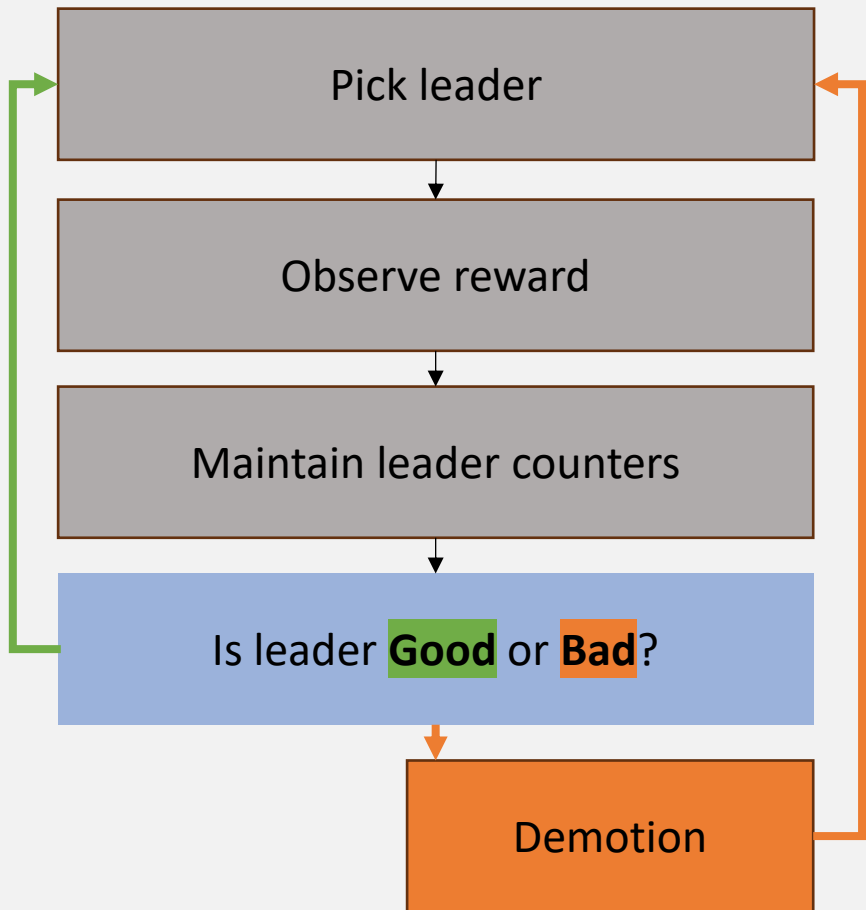 Pick leader
Observe reward
Maintain leader counters
Is leader Good or Bad?
Demotion